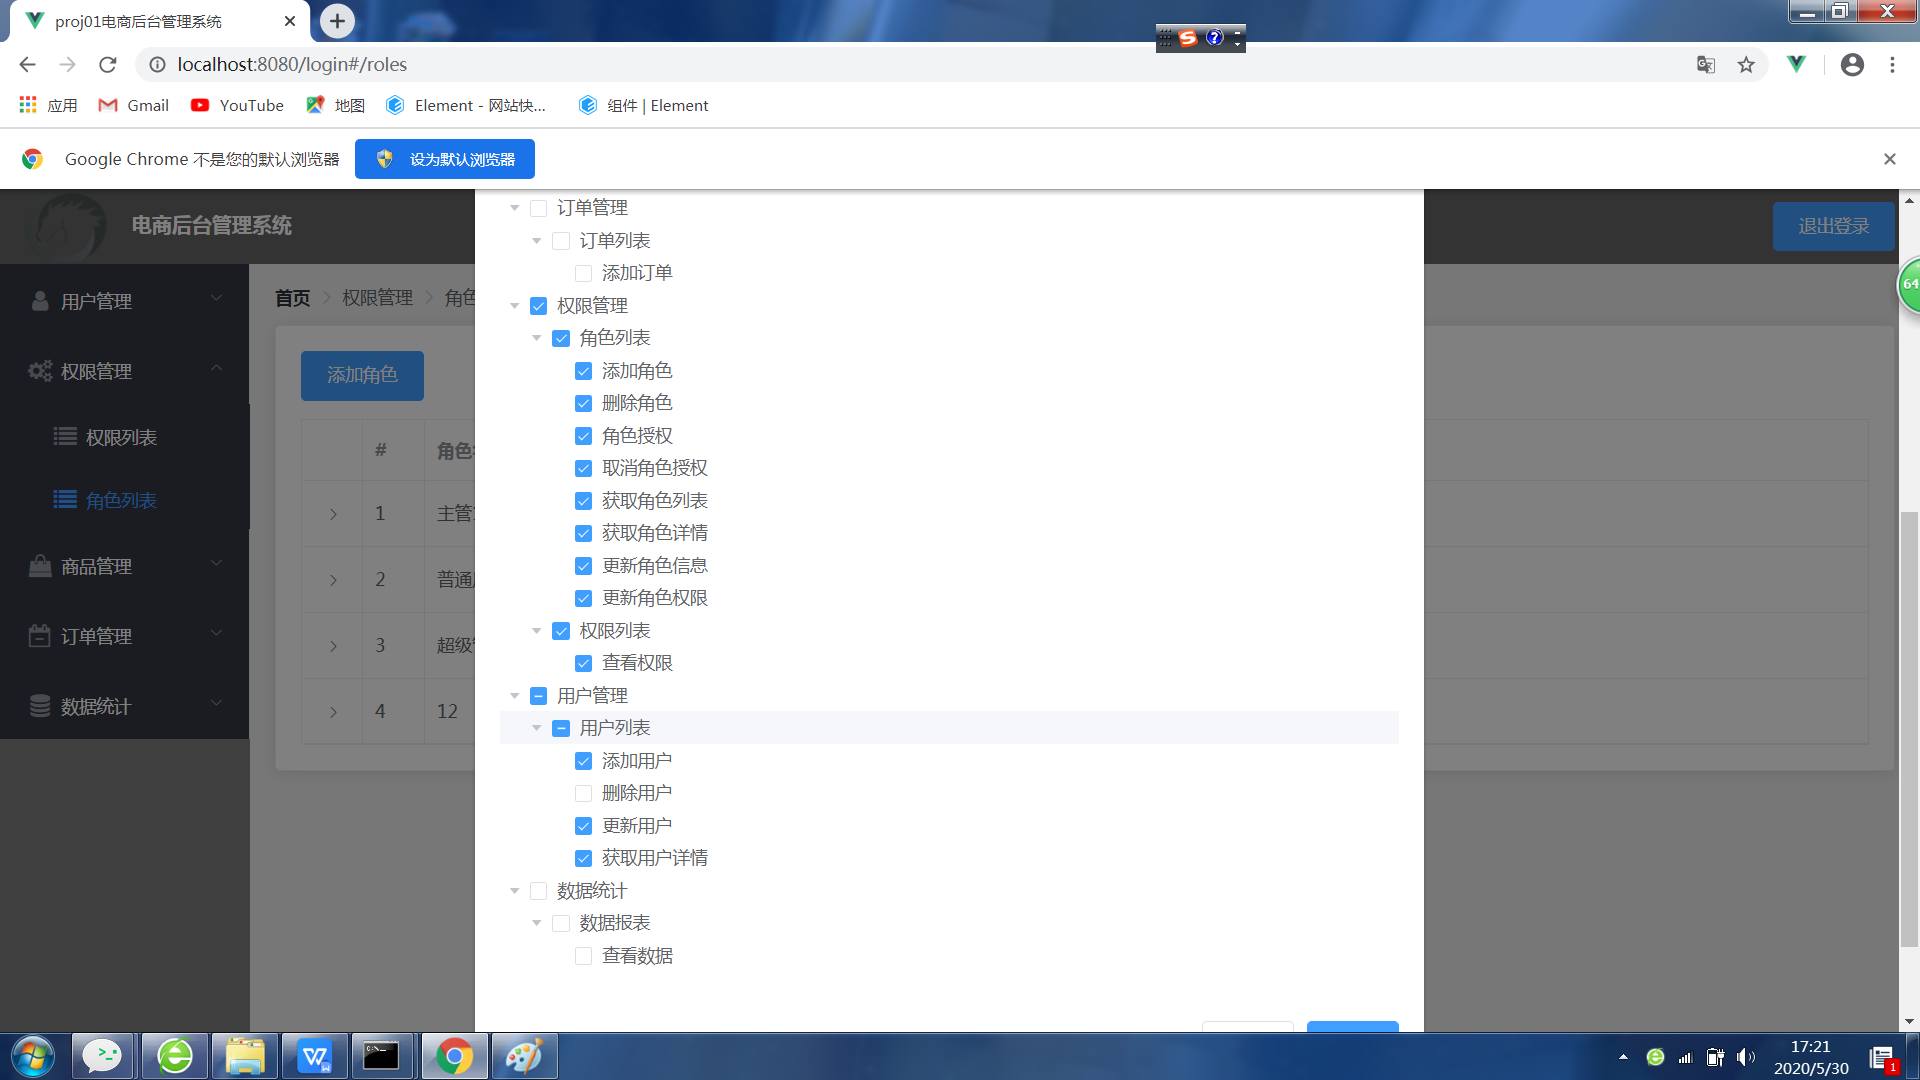 proj01电商后台管理系统
localhost:8080/login#/roles
应用
Gmail
YouTube
地图
Element - 网站快...
组件 | Element
Google Chrome 不是您的默认浏览器
设为默认浏览器
电商后台管理系统
退出登录
用户管理
权限管理
权限列表
角色列表
商品管理
订单管理
数据统计
首页
权限管理
角色
添加角色
#
角色
1
主管
2
普通
3
超级
4
12
订单管理
订单列表
添加订单
权限管理
角色列表
添加角色
删除角色
角色授权
取消角色授权
获取角色列表
获取角色详情
更新角色信息
更新角色权限
权限列表
查看权限
用户管理
用户列表
添加用户
删除用户
更新用户
获取用户详情
数据统计
数据报表
查看数据
64
17:21
2020/5/30
1